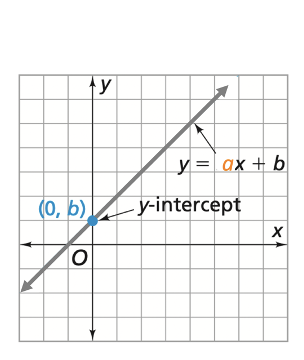 y
y = ax + b
(0, b)
y-intercept
x
O